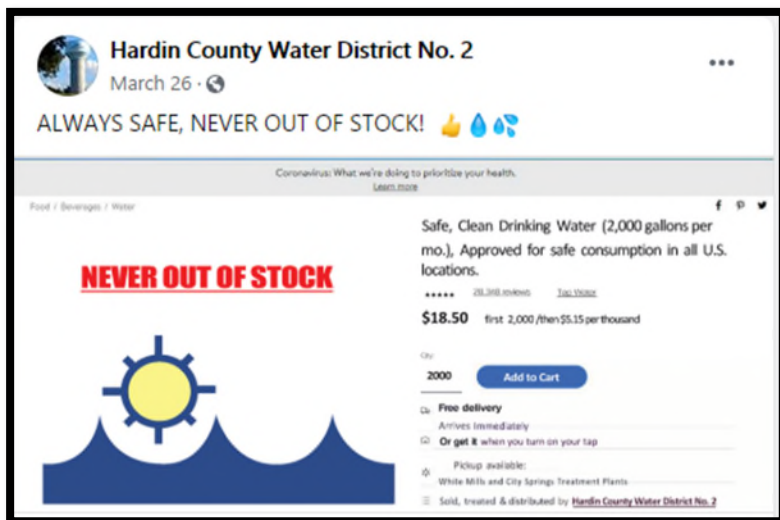 Hardin County Water District No. 2
March 26
ALWAYS SAFE, NEVER OUT OF STOCK!
Coronavirus: What we're doing to prioritize your health.
Learn more
Food / Beverages / Water
NEVER OUT OF STOCK
Safe, Clean Drinking Water (2,000 gallons per
mo.), Approved for safe consumption in all U.S.
locations.
reviews Tap Water
$18.50 first 2,000 /then $5.15 per thousand
Qty:
2000 Add to Cart
Free delivery
Arrives Immediately
Or get it when you turn on your tap
Pickup available:
White Mills and City Springs Treatment Plants
Sold, treated & distributed by Hardin County Water District No. 2